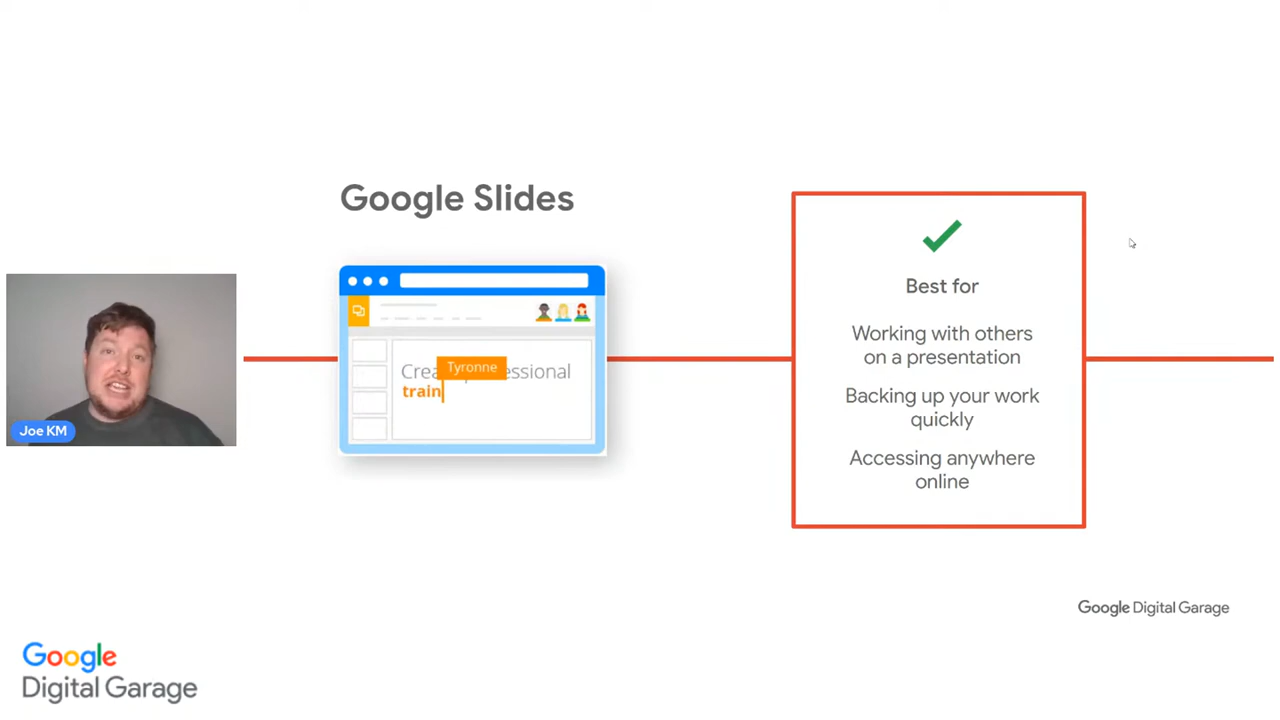 Google Slides
Tyronne
Crea
essional
train
Joe KM
Best for
Working with others
on a presentation
Backing up your work
quickly
Accessing anywhere
online
Google Digital Garage
Google
Digital Garage